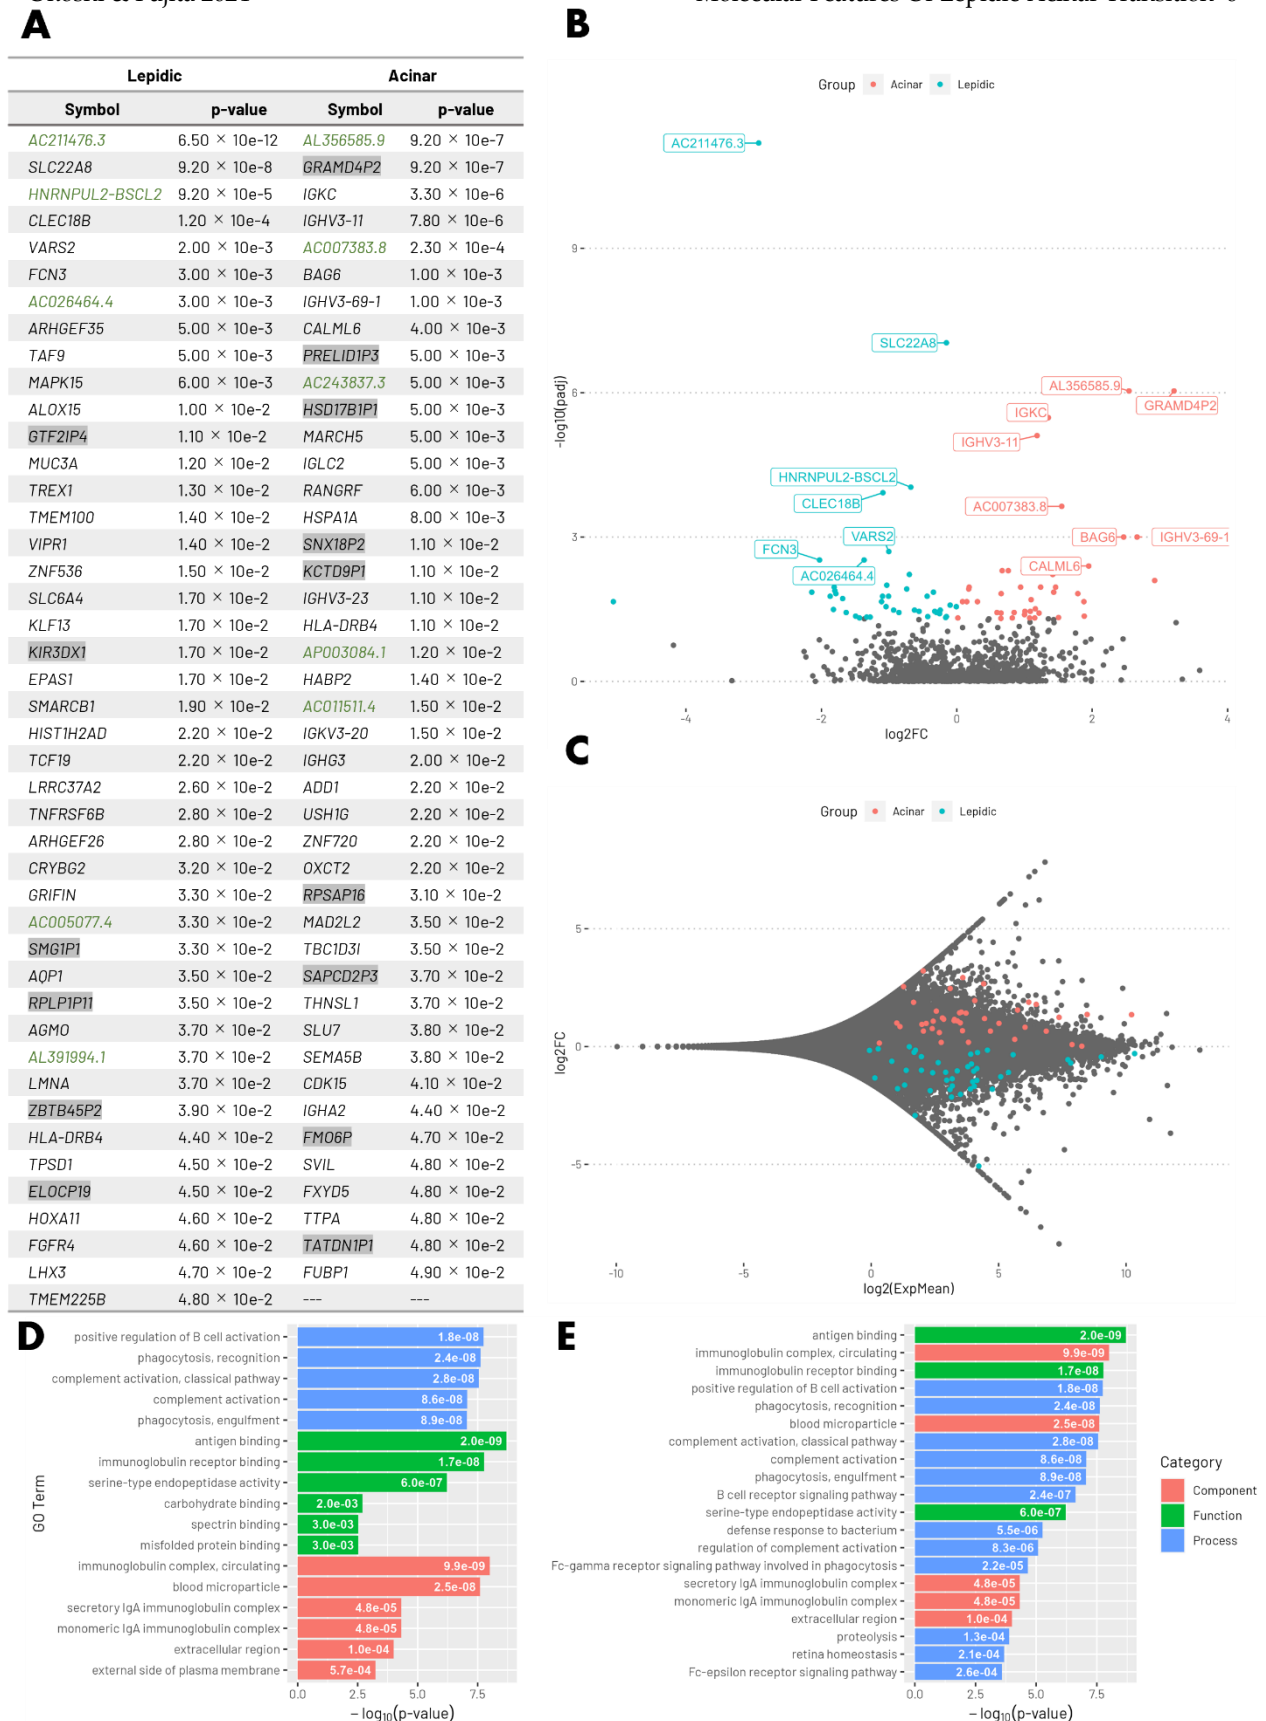 A
Lepidic Acinar
Symbol p-value Symbol p-value
AC211476.3 6.50 × 10e-12 AL356585.9 9.20 × 10e-7
SLC22A8 9.20 × 10e-8 GRAMD4P2 9.20 × 10e-7
HNRNPUL2-BSCL2 9.20 × 10e-5 IGKC 3.30 × 10e-6
CLEC18B 1.20 × 10e-4 IGHV3-11 7.80 × 10e-6
VARS2 2.00 × 10e-3 AC007383.8 2.30 × 10e-4
FCN3 3.00 × 10e-3 BAG6 1.00 × 10e-3
AC026464.4 3.00 × 10e-3 IGHV3-69-1 1.00 × 10e-3
ARHGEF35 5.00 × 10e-3 CALML6 4.00 × 10e-3
TAF9 5.00 × 10e-3 PRELID1P3 5.00 × 10e-3
MAPK15 6.00 × 10e-3 AC243837.3 5.00 × 10e-3
ALOX15 1.00 × 10e-2 HSD17B1P1 5.00 × 10e-3
GTF2IP4 1.10 × 10e-2 MARCH5 5.00 × 10e-3
MUC3A 1.20 × 10e-2 IGLC2 5.00 × 10e-3
TREX1 1.30 × 10e-2 RANGRF 6.00 × 10e-3
TMEM100 1.40 × 10e-2 HSPA1A 8.00 × 10e-3
VIPR1 1.40 × 10e-2 SNX18P2 1.10 × 10e-2
ZNF536 1.50 × 10e-2 KCTD9P1 1.10 × 10e-2
SLC6A4 1.70 × 10e-2 IGHV3-23 1.10 × 10e-2
KLF13 1.70 × 10e-2 HLA-DRB4 1.10 × 10e-2
KIR3DX1 1.70 × 10e-2 AP003084.1 1.20 × 10e-2
EPAS1 1.70 × 10e-2 HABP2 1.40 × 10e-2
SMARCB1 1.90 × 10e-2 AC011511.4 1.50 × 10e-2
HIST1H2AD 2.20 × 10e-2 IGKV3-20 1.50 × 10e-2
TCF19 2.20 × 10e-2 IGHG3 2.00 × 10e-2
LRRC37A2 2.60 × 10e-2 ADD1 2.20 × 10e-2
TNFRSF6B 2.80 × 10e-2 USH1G 2.20 × 10e-2
ARHGEF26 2.80 × 10e-2 ZNF720 2.20 × 10e-2
CRYBG2 3.20 × 10e-2 OXCT2 2.20 × 10e-2
GRIFIN 3.30 × 10e-2 RPSAP16 3.10 × 10e-2
AC005077.4 3.30 × 10e-2 MAD2L2 3.50 × 10e-2
SMG1P1 3.30 × 10e-2 TBC1D3I 3.50 × 10e-2
AQP1 3.50 × 10e-2 SAPCD2P3 3.70 × 10e-2
RPLP1P11 3.50 × 10e-2 THNSL1 3.70 × 10e-2
AGMO 3.70 × 10e-2 SLU7 3.80 × 10e-2
AL391994.1 3.70 × 10e-2 SEMA5B 3.80 × 10e-2
LMNA 3.70 × 10e-2 CDK15 4.10 × 10e-2
ZBTB45P2 3.90 × 10e-2 IGHA2 4.40 × 10e-2
HLA-DRB4 4.40 × 10e-2 FMO6P 4.70 × 10e-2
TPSD1 4.50 × 10e-2 SVIL 4.80 × 10e-2
ELOCP19 4.50 × 10e-2 FXYD5 4.80 × 10e-2
HOXA11 4.60 × 10e-2 TTPA 4.80 × 10e-2
FGFR4 4.60 × 10e-2 TATDN1P1 4.80 × 10e-2
LHX3 4.70 × 10e-2 FUBP1 4.90 × 10e-2
TMEM225B 4.80 × 10e-2 --- ---
B
Group Acinar Lepidic
AC211476.3
9
SLC22A8
AL356585.9
6
GRAMD4P2
IGKC
IGHV3-11
HNRNPUL2-BSCL2
CLEC18B
AC007383.8
3
VARS2
BAG6
IGHV3-69-1
FCN3
CALML6
AC026464.4
0
-log10(padj)
-4 -2 0 2 4
log2FC
C
Group Acinar Lepidic
5
0
-5
log2FC
-10 -5 0 5 10
log2(ExpMean)
D
GO Term
positive regulation of B cell activation 1.8e-08
phagocytosis, recognition 2.4e-08
complement activation, classical pathway 2.8e-08
complement activation 8.6e-08
phagocytosis, engulfment 8.9e-08
antigen binding 2.0e-09
immunoglobulin receptor binding 1.7e-08
serine-type endopeptidase activity 6.0e-07
carbohydrate binding 2.0e-03
spectrin binding 3.0e-03
misfolded protein binding 3.0e-03
immunoglobulin complex, circulating 9.9e-09
blood microparticle 2.5e-08
secretory IgA immunoglobulin complex 4.8e-05
monomeric IgA immunoglobulin complex 4.8e-05
extracellular region 1.0e-04
external side of plasma membrane 5.7e-04
0.0 2.5 5.0 7.5
− log10(p-value)
E
antigen binding 2.0e-09
immunoglobulin complex, circulating 9.9e-09
immunoglobulin receptor binding 1.7e-08
positive regulation of B cell activation 1.8e-08
phagocytosis, recognition 2.4e-08
blood microparticle 2.5e-08
complement activation, classical pathway 2.8e-08
complement activation 8.6e-08
phagocytosis, engulfment 8.9e-08
B cell receptor signaling pathway 2.4e-07
serine-type endopeptidase activity 6.0e-07
defense response to bacterium 5.5e-06
regulation of complement activation 8.3e-06
Fc-gamma receptor signaling pathway involved in phagocytosis 2.2e-05
secretory IgA immunoglobulin complex 4.8e-05
monomeric IgA immunoglobulin complex 4.8e-05
extracellular region 1.0e-04
proteolysis 1.3e-04
retina homeostasis 2.1e-04
Fc-epsilon receptor signaling pathway 2.6e-04
0.0 2.5 5.0 7.5
− log10(p-value)
Category
Component
Function
Process